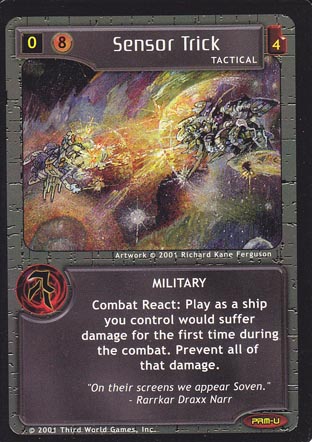 0 8 Sensor Trick 4
TACTICAL
Artwork © 2001 Richard Kane Ferguson
MILITARY
Combat React: Play as a ship
you control would suffer
damage for the first time during
the combat. Prevent all of
that damage.
"On their screens we appear Soven."
- Rarrkar Draxx Narr
PRM-U
© 2001 Third World Games, Inc.